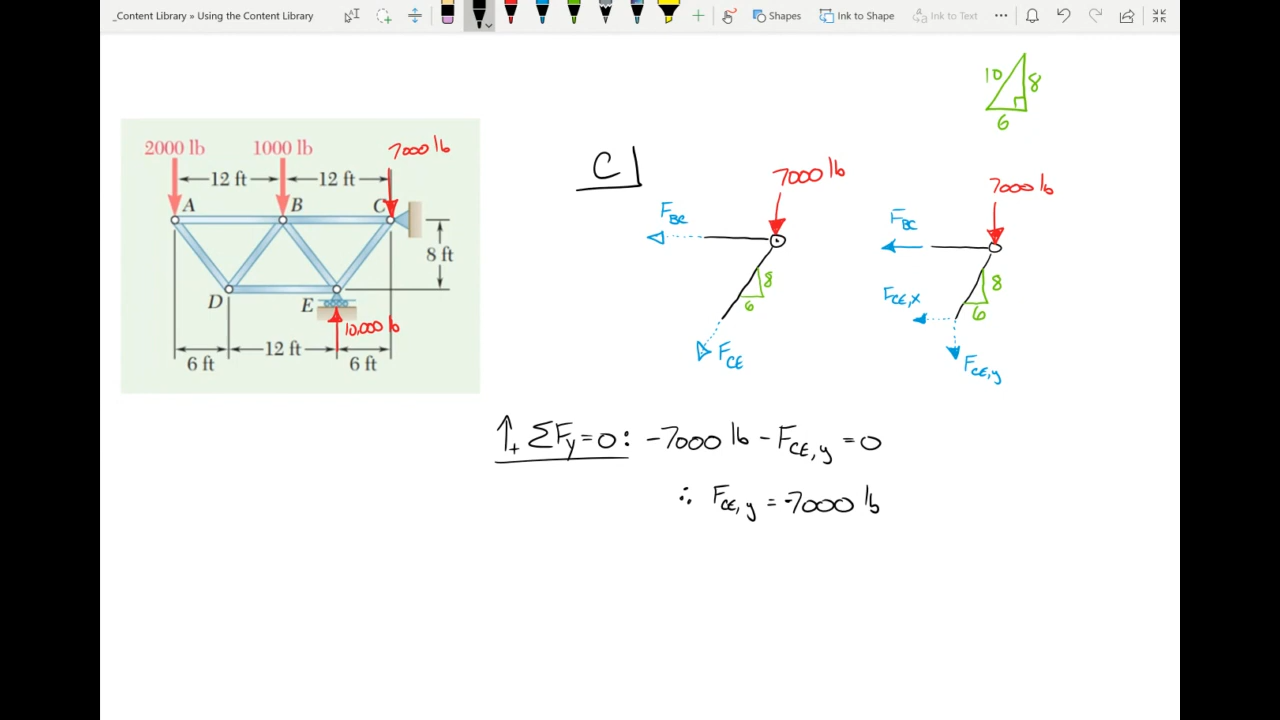 _Content Library » Using the Content Library
Shapes
Ink to Shape
Ink to Text
10
8
6
2000 lb
1000 lb
7000 lb
12 ft
12 ft
A
B
C
8 ft
D
E
10,000 lb
12 ft
6 ft
6 ft
C
7000 lb
F_BC
8
6
F_CE
7000 lb
F_BC
8
6
F_CE,x
F_CE,y
↑+ ΣF_y = 0 : -7000 lb - F_CE,y = 0
∴ F_CE,y = -7000 lb